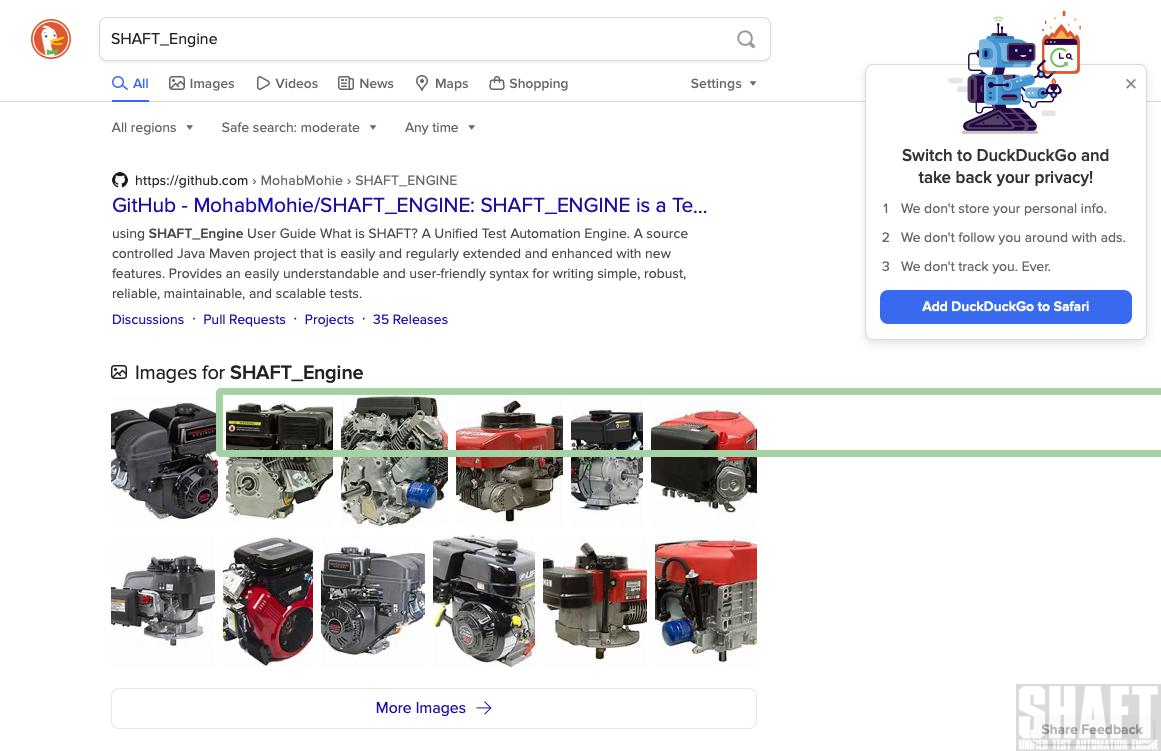 SHAFT_Engine
All
Images
Videos
News
Maps
Shopping
Settings
All regions
Safe search: moderate
Any time
https://github.com › MohabMohie › SHAFT_ENGINE
GitHub - MohabMohie/SHAFT_ENGINE: SHAFT_ENGINE is a Te...
using SHAFT_Engine User Guide What is SHAFT? A Unified Test Automation Engine. A source
controlled Java Maven project that is easily and regularly extended and enhanced with new
features. Provides an easily understandable and user-friendly syntax for writing simple, robust,
reliable, maintainable, and scalable tests.
Discussions · Pull Requests · Projects · 35 Releases
Switch to DuckDuckGo and
take back your privacy!
1 We don't store your personal info.
2 We don't follow you around with ads.
3 We don't track you. Ever.
Add DuckDuckGo to Safari
Images for SHAFT_Engine
More Images
SHAFT
Share Feedback